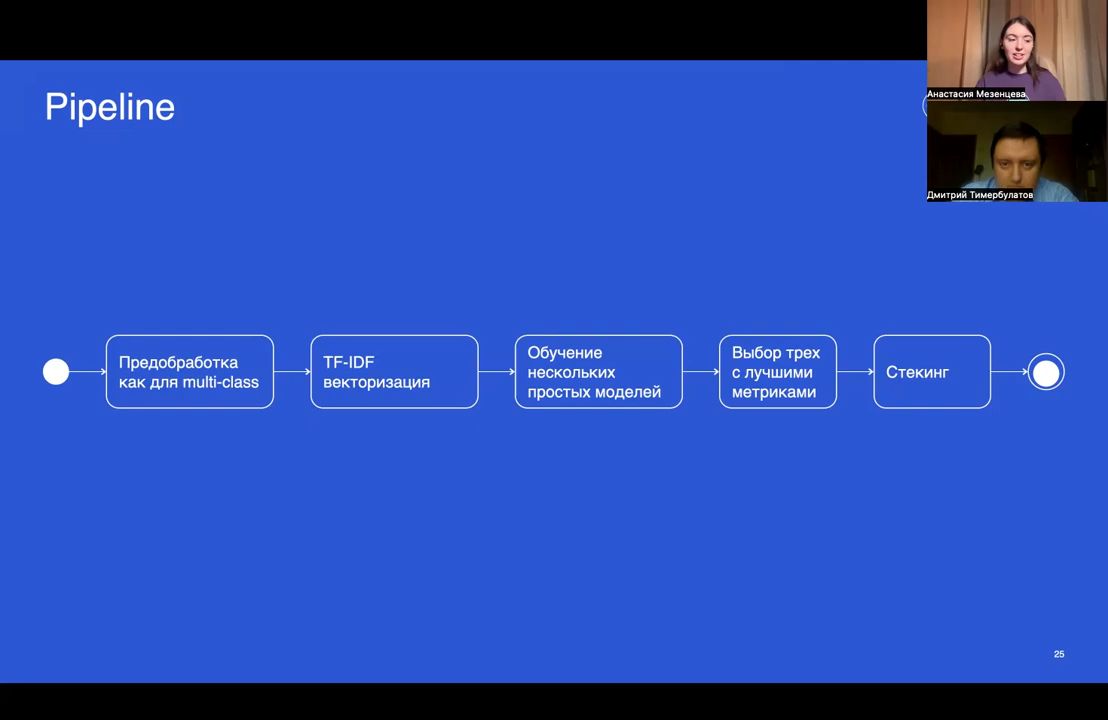 Pipeline
Анастасия Мезенцева
Дмитрий Тимербулатов
Предобработка
как для multi-class
TF-IDF
векторизация
Обучение
нескольких
простых моделей
Выбор трех
с лучшими
метриками
Стекинг
25